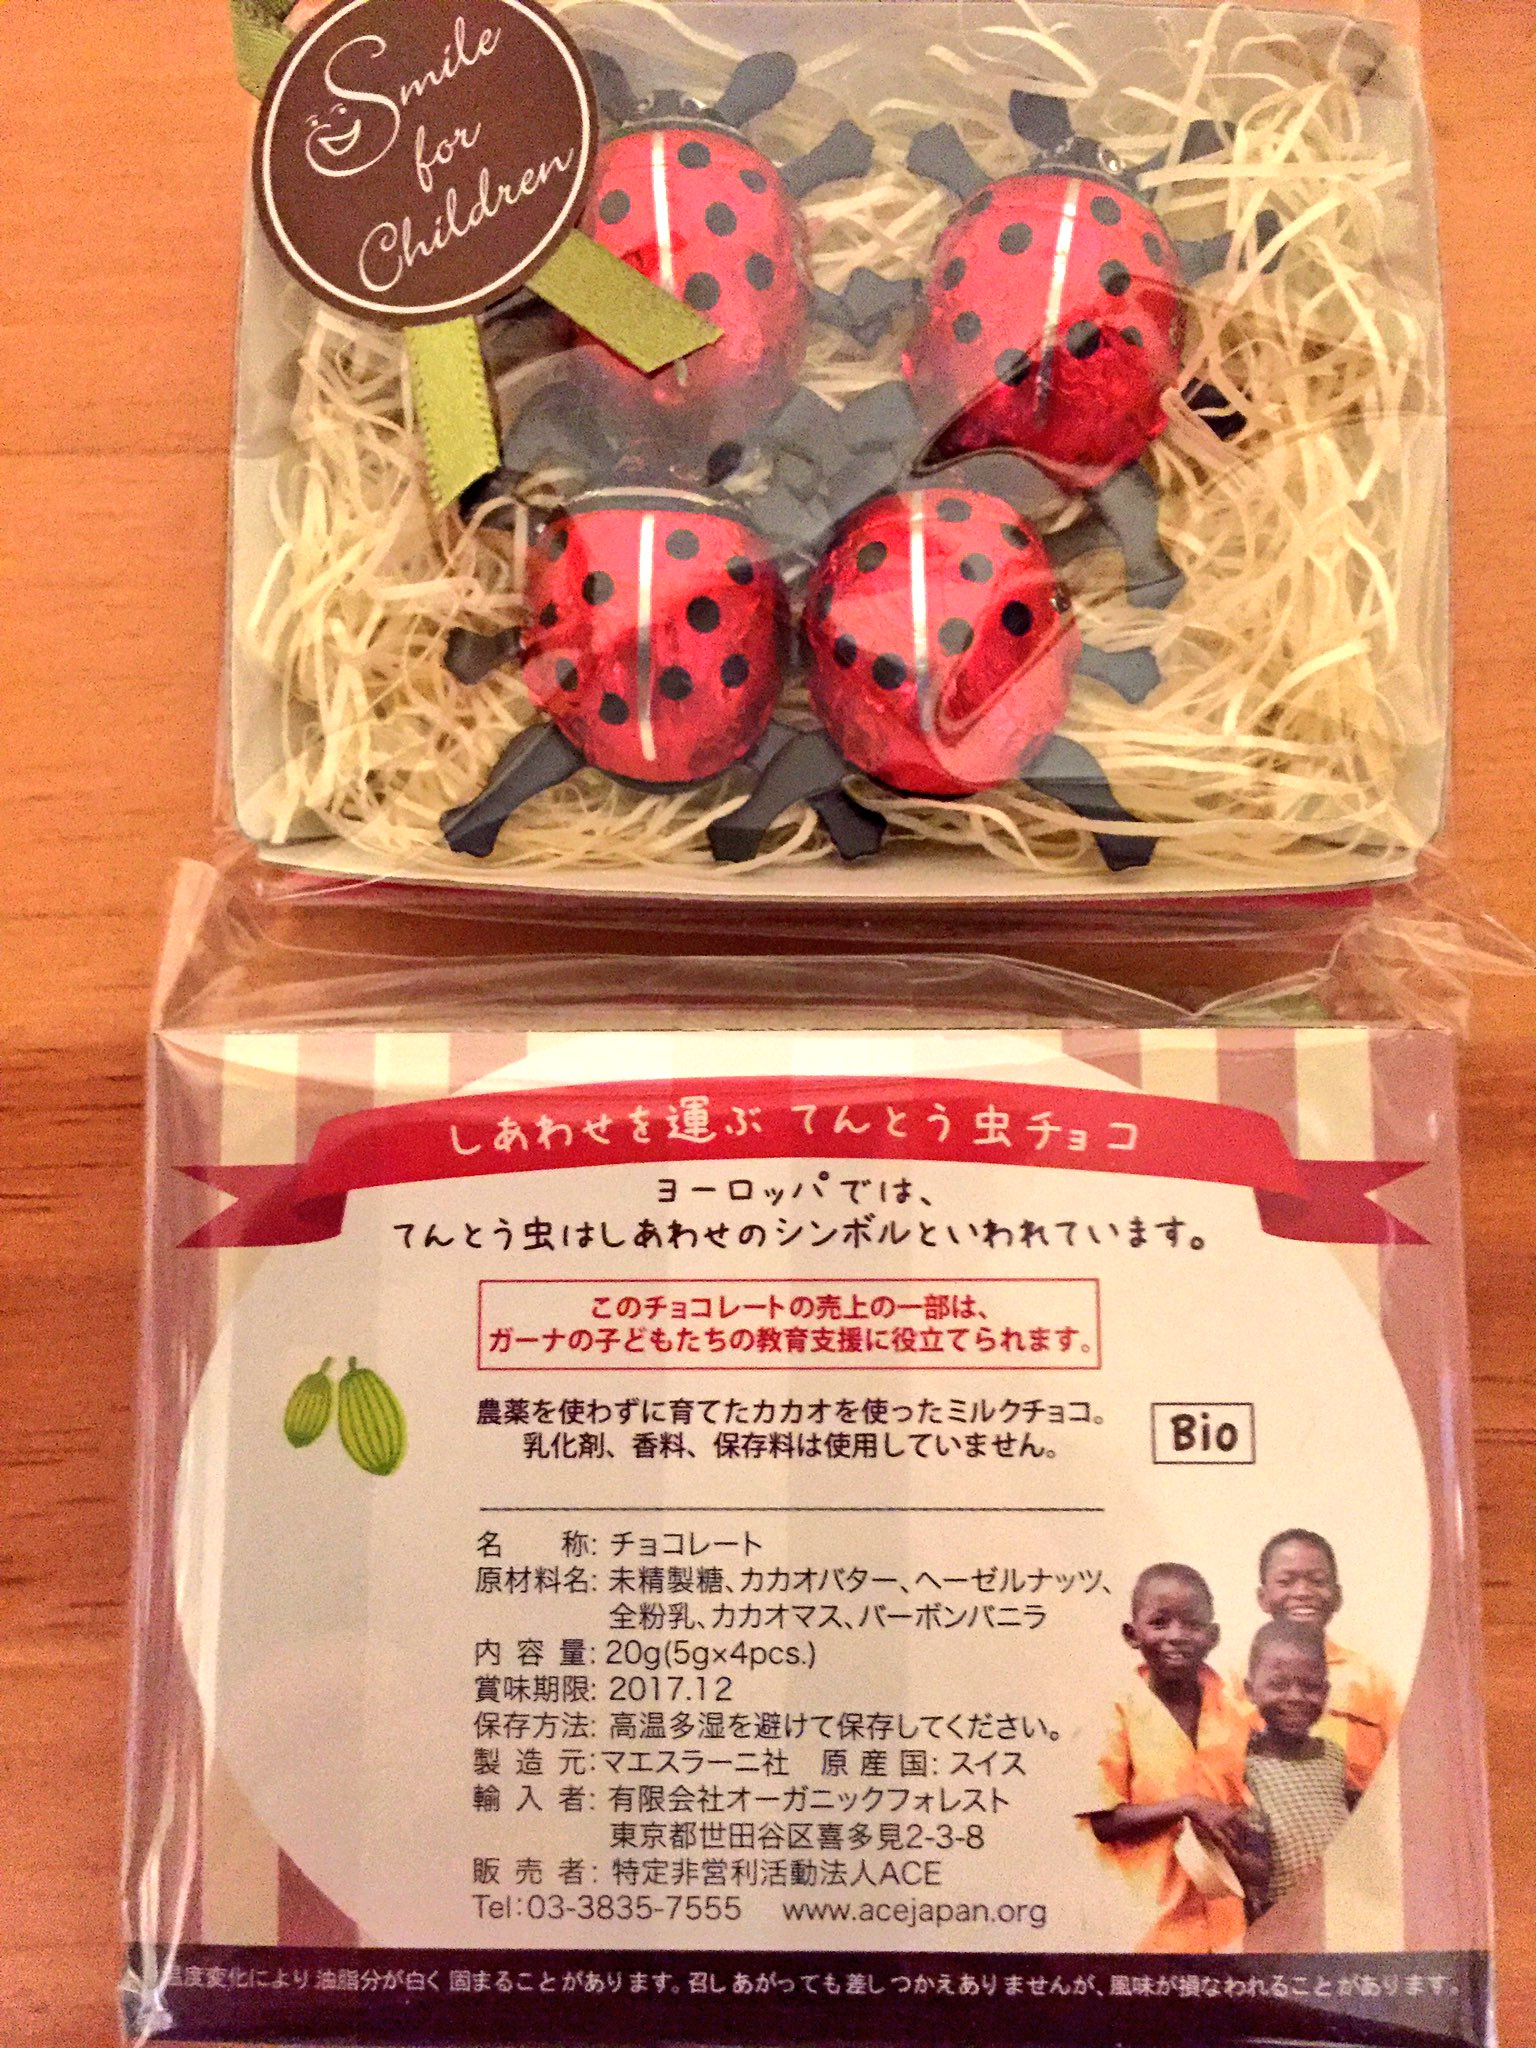 Smile
for
Children
しあわせを運ぶ てんとう虫チョコ
ヨーロッパでは、
てんとう虫はしあわせのシンボルといわれています。
このチョコレートの売上の一部は、
ガーナの子どもたちの教育支援に役立てられます。
農薬を使わずに育てたカカオを使ったミルクチョコ。
乳化剤、香料、保存料は使用していません。
Bio
名 称: チョコレート
原材料名: 未精製糖、カカオバター、ヘーゼルナッツ、
全粉乳、カカオマス、バーボンバニラ
内 容 量: 20g(5g×4pcs.)
賞味期限: 2017.12
保存方法: 高温多湿を避けて保存してください。
製 造 元:マエスラーニ社 原 産 国: スイス
輸 入 者: 有限会社オーガニックフォレスト
東京都世田谷区喜多見2-3-8
販 売 者: 特定非営利活動法人ACE
Tel:03-3835-7555 www.acejapan.org
温度変化により油脂分が白く固まることがあります。召しあがっても差しつかえありませんが、風味が損なわれることがあります。